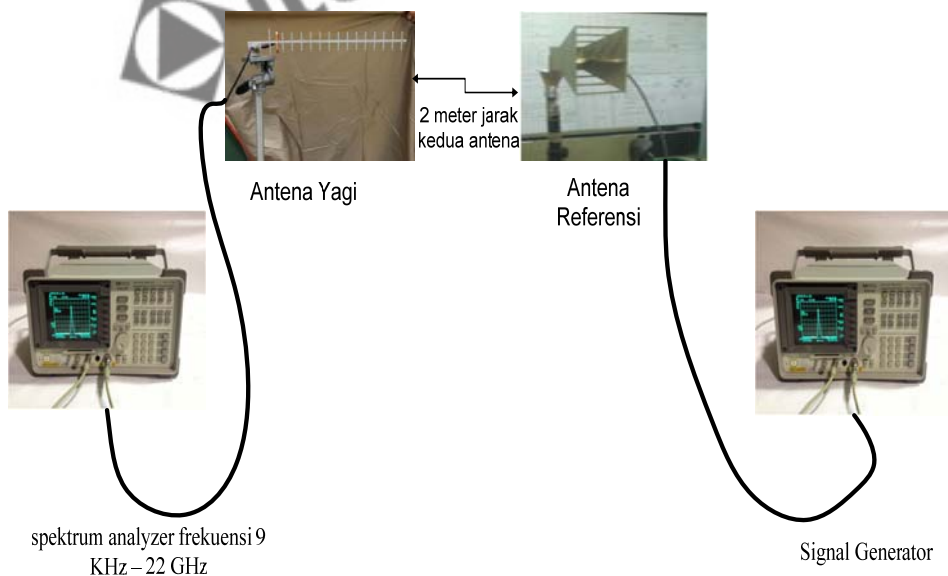 2 meter jarak
kedua antena
Antena Yagi
Antena
Referensi
spektrum analyzer frekuensi 9
KHz – 22 GHz
Signal Generator